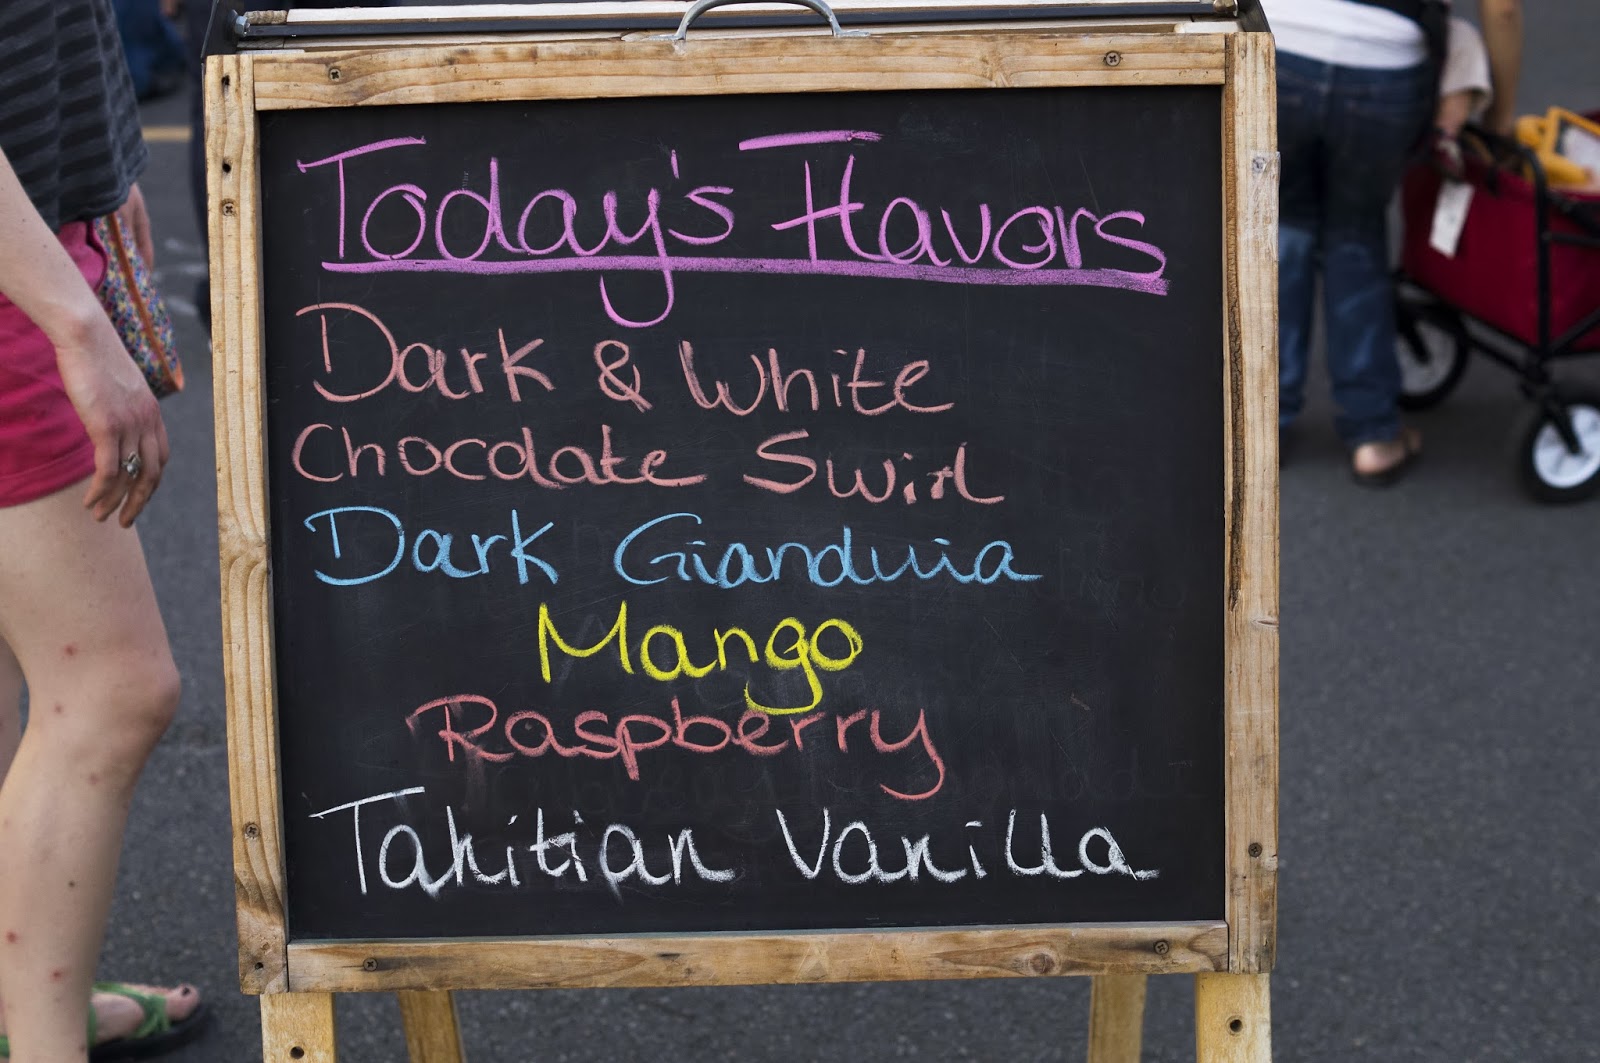 Today's Flavors
Dark & White
Chocolate Swirl
Dark Gianduia
Mango
Raspberry
Tahitian Vanilla